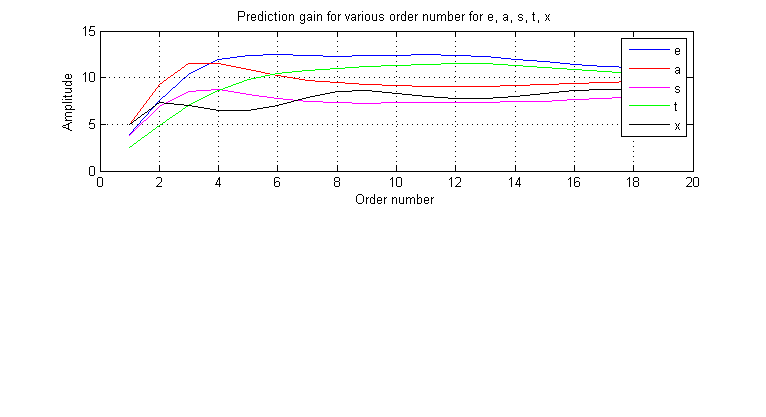 Prediction gain for various order number for e, a, s, t, x
15
10
5
0
Amplitude
0 2 4 6 8 10 12 14 16 18 20
Order number
e
a
s
t
x